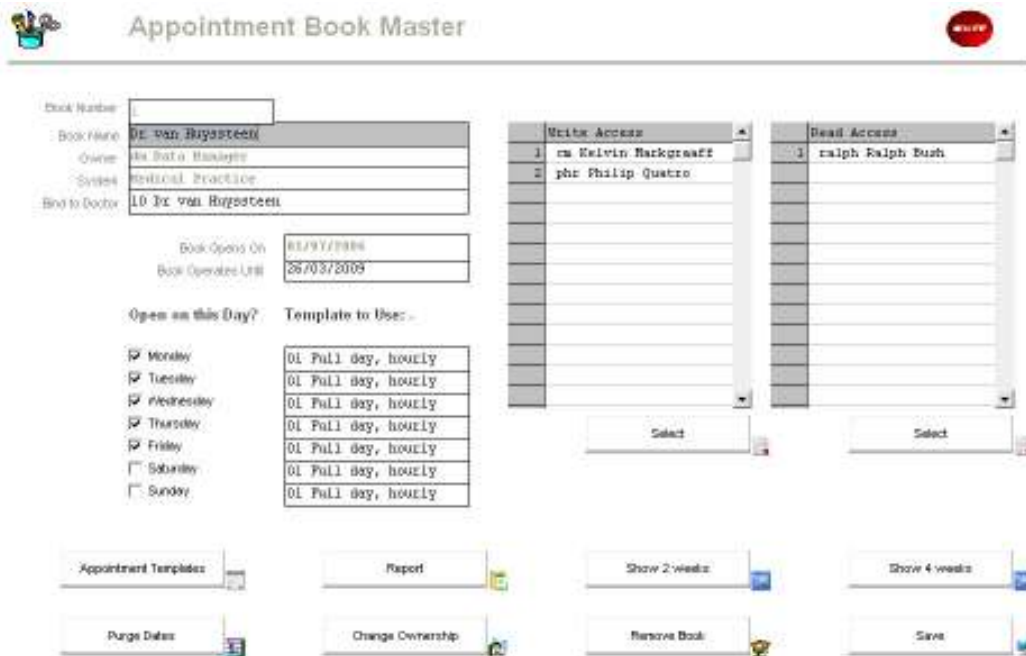 Appointment Book Master
Book Number
Book Name Dr van Huyssteen
Owner dm Data Manager
System Medical Practice
Bind to Doctor 10 Dr van Huyssteen
Book Opens On
Book Operates Until 26/03/2009
Open on this Day? Template to Use:
Monday 01 Full day, hourly
Tuesday 01 Full day, hourly
Wednesday 01 Full day, hourly
Thursday 01 Full day, hourly
Friday 01 Full day, hourly
Saturday 01 Full day, hourly
Sunday 01 Full day, hourly
Write Access
1 rm Kelvin Markgraaff
2 phr Philip Quatro
Select
Read Access
1 ralph Ralph Bush
Select
Appointment Templates
Report
Show 2 weeks
Show 4 weeks
Purge Dates
Change Ownership
Remove Book
Save